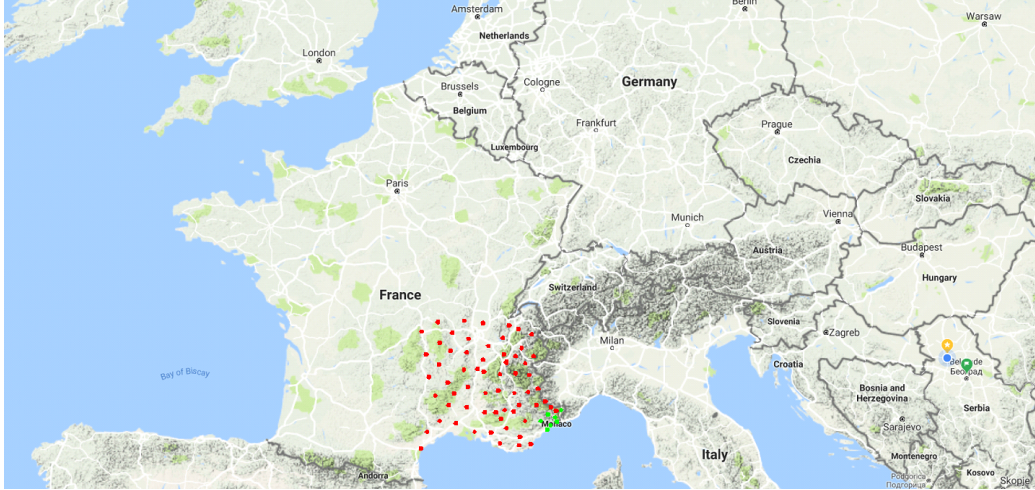 Amsterdam
Berlin
Warsaw
Netherlands
London
Cologne
Germany
Brussels
Belgium
Frankfurt
Prague
Luxembourg
Czechia
Paris
Slovakia
Munich
Vienna
Austria
Budapest
Hungary
Switzerland
France
Slovenia
Zagreb
Milan
Croatia
Београд
Bay of Biscay
Bosnia and
Herzegovina
Serbia
Monaco
Sarajevo
Italy
Montenegro
Andorra
Podgorica
Подгорица
Kosovo
Skopje